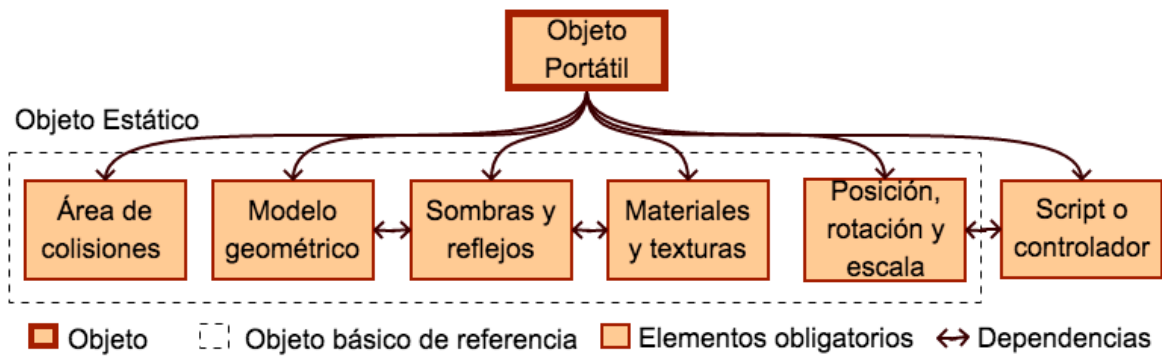 Objeto
Portátil
Objeto Estático
Área de
colisiones
Modelo
geométrico
Sombras y
reflejos
Materiales
y texturas
Posición,
rotación y
escala
Script o
controlador
Objeto
Objeto básico de referencia
Elementos obligatorios
Dependencias